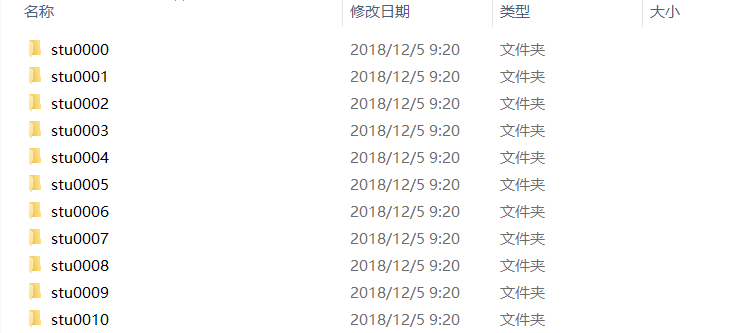 名称 修改日期 类型 大小
stu0000 2018/12/5 9:20 文件夹
stu0001 2018/12/5 9:20 文件夹
stu0002 2018/12/5 9:20 文件夹
stu0003 2018/12/5 9:20 文件夹
stu0004 2018/12/5 9:20 文件夹
stu0005 2018/12/5 9:20 文件夹
stu0006 2018/12/5 9:20 文件夹
stu0007 2018/12/5 9:20 文件夹
stu0008 2018/12/5 9:20 文件夹
stu0009 2018/12/5 9:20 文件夹
stu0010 2018/12/5 9:20 文件夹